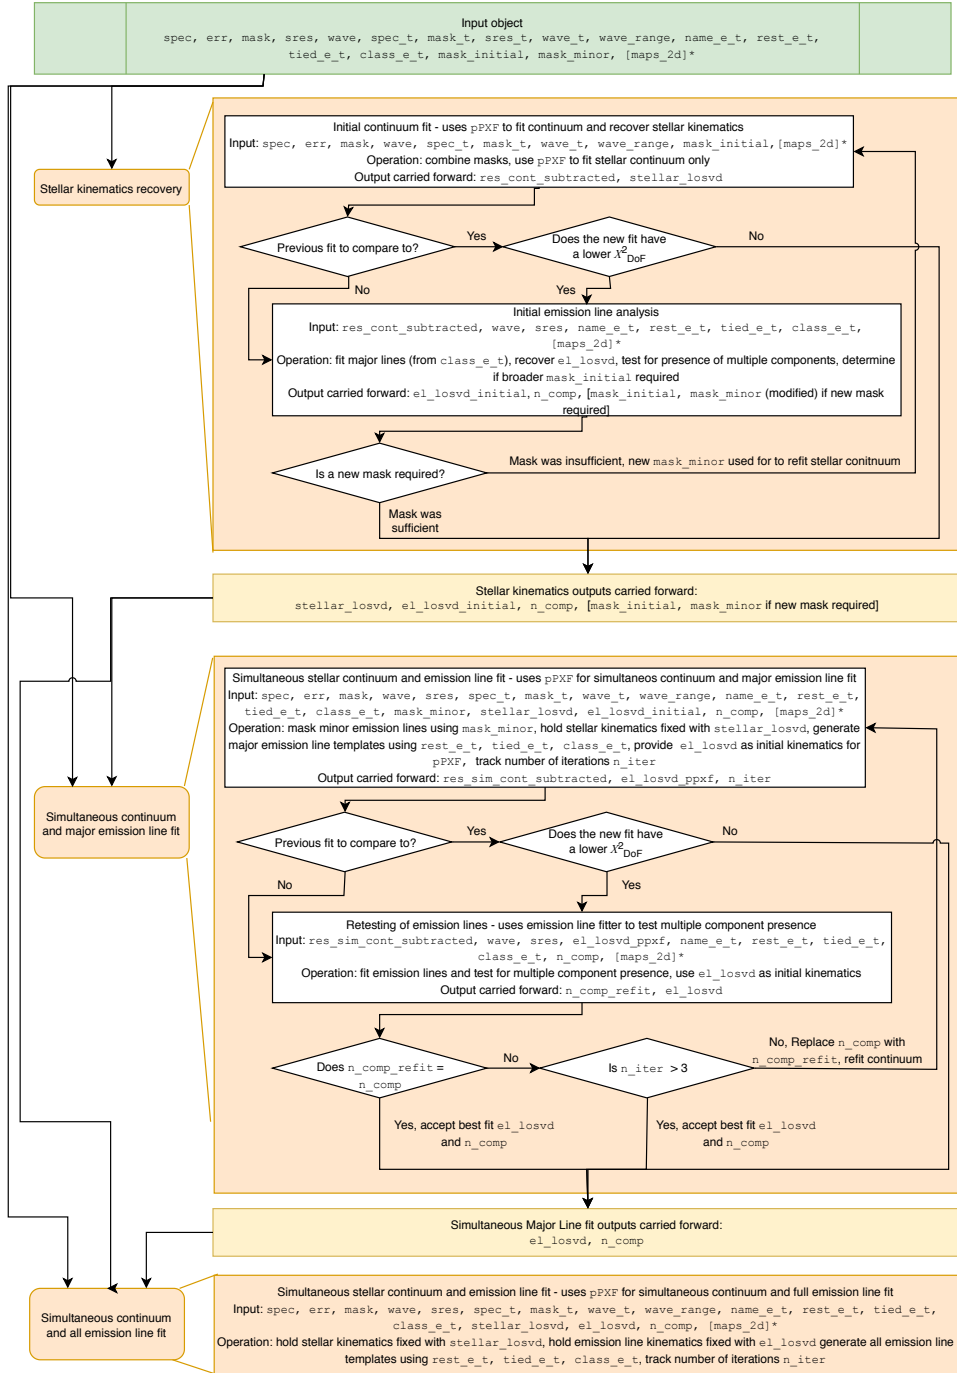 Input object
spec, err, mask, sres, wave, spec_t, mask_t, sres_t, wave_t, wave_range, name_e_t, rest_e_t,
tied_e_t, class_e_t, mask_initial, mask_minor, [maps_2d]*
Stellar kinematics recovery
Initial continuum fit - uses pPXF to fit continuum and recover stellar kinematics
Input: spec, err, mask, wave, spec_t, mask_t, wave_t, wave_range, mask_initial,[maps_2d]*
Operation: combine masks, use pPXF to fit stellar continuum only
Output carried forward: res_cont_subtracted, stellar_losvd
Previous fit to compare to?
Yes
Does the new fit have
a lower X²DoF
No
No
Yes
Initial emission line analysis
Input: res_cont_subtracted, wave, sres, name_e_t, rest_e_t, tied_e_t, class_e_t,
[maps_2d]*
Operation: fit major lines (from class_e_t), recover el_losvd, test for presence of multiple components, determine
if broader mask_initial required
Output carried forward: el_losvd_initial, n_comp, [mask_initial, mask_minor (modified) if new mask
required]
Is a new mask required?
Mask was insufficient, new mask_minor used for to refit stellar conitnuum
Mask was
sufficient
Stellar kinematics outputs carried forward:
stellar_losvd, el_losvd_initial, n_comp, [mask_initial, mask_minor if new mask required]
Simultaneous continuum
and major emission line fit
Simultaneous stellar continuum and emission line fit - uses pPXF for simultaneos continuum and major emission line fit
Input: spec, err, mask, wave, sres, spec_t, mask_t, wave_t, wave_range, name_e_t, rest_e_t,
tied_e_t, class_e_t, mask_minor, stellar_losvd, el_losvd_initial, n_comp, [maps_2d]*
Operation: mask minor emission lines using mask_minor, hold stellar kinematics fixed with stellar_losvd, generate
major emission line templates using rest_e_t, tied_e_t, class_e_t, provide el_losvd as initial kinematics for
pPXF, track number of iterations n_iter
Output carried forward: res_sim_cont_subtracted, el_losvd_ppxf, n_iter
Previous fit to compare to?
Yes
Does the new fit have
a lower X²DoF
No
No
Yes
Retesting of emission lines - uses emission line fitter to test multiple component presence
Input: res_sim_cont_subtracted, wave, sres, el_losvd_ppxf, name_e_t, rest_e_t, tied_e_t,
class_e_t, n_comp, [maps_2d]*
Operation: fit emission lines and test for multiple component presence, use el_losvd as initial kinematics
Output carried forward: n_comp_refit, el_losvd
Does n_comp_refit =
n_comp
No
Is n_iter > 3
No, Replace n_comp with
n_comp_refit, refit continuum
Yes, accept best fit el_losvd
and n_comp
Yes, accept best fit el_losvd
and n_comp
Simultaneous Major Line fit outputs carried forward:
el_losvd, n_comp
Simultaneous continuum
and all emission line fit
Simultaneous stellar continuum and emission line fit - uses pPXF for simultaneous continuum and full emission line fit
Input: spec, err, mask, wave, sres, spec_t, mask_t, wave_t, wave_range, name_e_t, rest_e_t, tied_e_t,
class_e_t, stellar_losvd, el_losvd, n_comp, [maps_2d]*
Operation: hold stellar kinematics fixed with stellar_losvd, hold emission line kinematics fixed with el_losvd generate all emission line
templates using rest_e_t, tied_e_t, class_e_t, track number of iterations n_iter